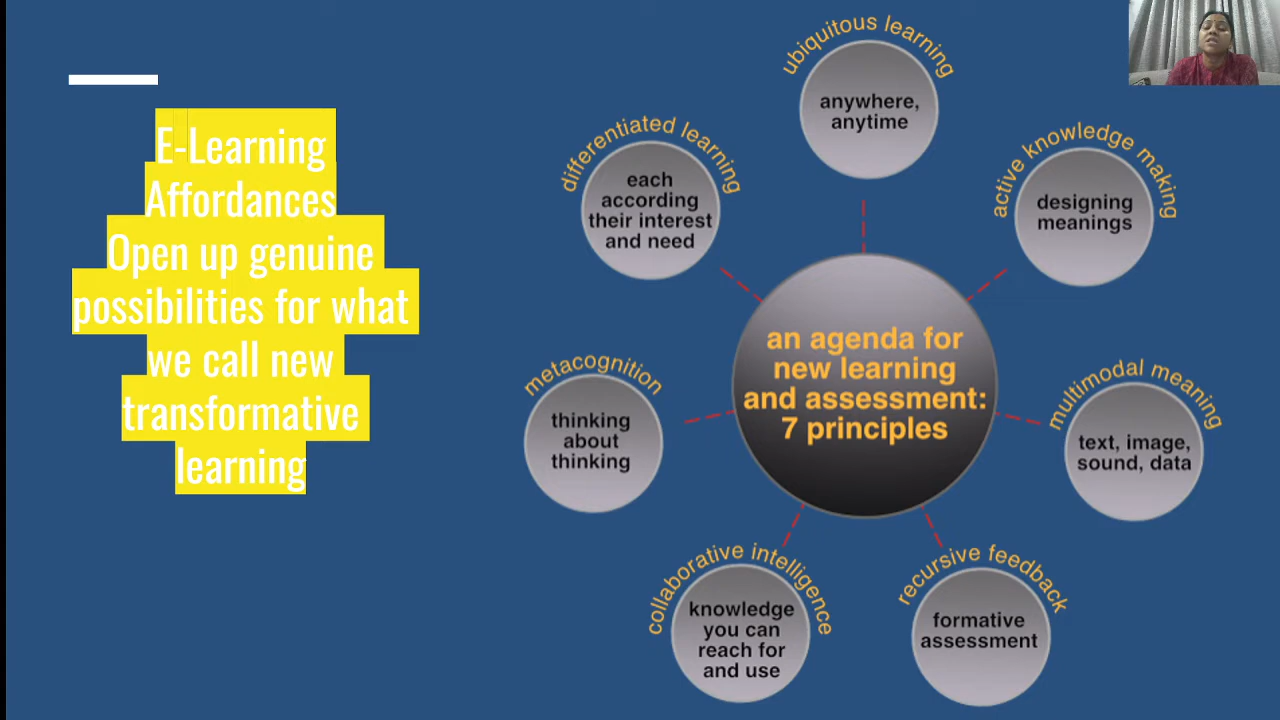 E-Learning
Affordances
Open up genuine
possibilities for what
we call new
transformative
learning
an agenda for
new learning
and assessment:
7 principles
ubiquitous learning
anywhere,
anytime
active knowledge making
designing
meanings
multimodal meaning
text, image,
sound, data
recursive feedback
formative
assessment
collaborative intelligence
knowledge
you can
reach for
and use
metacognition
thinking
about
thinking
differentiated learning
each
according
their interest
and need